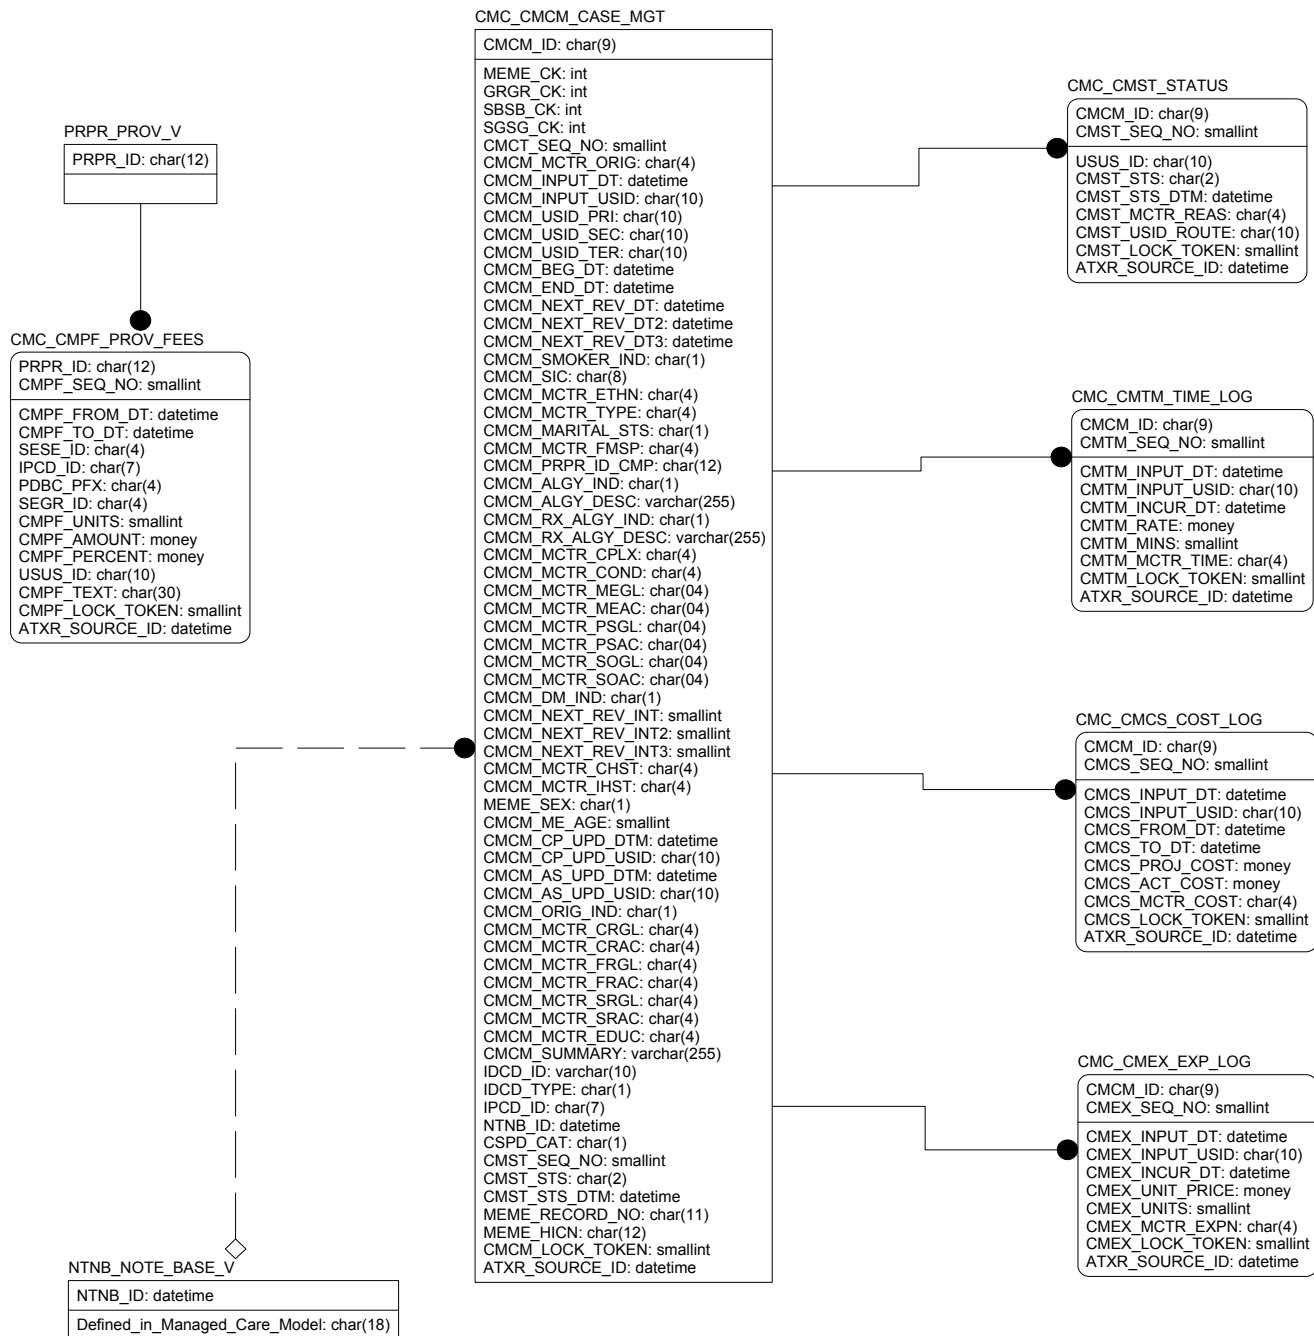 PRPR_PROV_V
PRPR_ID: char(12)
CMC_CMPF_PROV_FEES
PRPR_ID: char(12)
CMPF_SEQ_NO: smallint
CMPF_FROM_DT: datetime
CMPF_TO_DT: datetime
SESE_ID: char(4)
IPCD_ID: char(7)
PDBC_PFX: char(4)
SEGR_ID: char(4)
CMPF_UNITS: smallint
CMPF_AMOUNT: money
CMPF_PERCENT: money
USUS_ID: char(10)
CMPF_TEXT: char(30)
CMPF_LOCK_TOKEN: smallint
ATXR_SOURCE_ID: datetime
NTNB_NOTE_BASE_V
NTNB_ID: datetime
Defined_in_Managed_Care_Model: char(18)
CMC_CMCM_CASE_MGT
CMCM_ID: char(9)
MEME_CK: int
GRGR_CK: int
SBSB_CK: int
SGSG_CK: int
CMCT_SEQ_NO: smallint
CMCM_MCTR_ORIG: char(4)
CMCM_INPUT_DT: datetime
CMCM_INPUT_USID: char(10)
CMCM_USID_PRI: char(10)
CMCM_USID_SEC: char(10)
CMCM_USID_TER: char(10)
CMCM_BEG_DT: datetime
CMCM_END_DT: datetime
CMCM_NEXT_REV_DT: datetime
CMCM_NEXT_REV_DT2: datetime
CMCM_NEXT_REV_DT3: datetime
CMCM_SMOKER_IND: char(1)
CMCM_SIC: char(8)
CMCM_MCTR_ETHN: char(4)
CMCM_MCTR_TYPE: char(4)
CMCM_MARITAL_STS: char(1)
CMCM_MCTR_FMSP: char(4)
CMCM_PRPR_ID_CMP: char(12)
CMCM_ALGY_IND: char(1)
CMCM_ALGY_DESC: varchar(255)
CMCM_RX_ALGY_IND: char(1)
CMCM_RX_ALGY_DESC: varchar(255)
CMCM_MCTR_CPLX: char(4)
CMCM_MCTR_COND: char(4)
CMCM_MCTR_MEGL: char(04)
CMCM_MCTR_MEAC: char(04)
CMCM_MCTR_PSGL: char(04)
CMCM_MCTR_PSAC: char(04)
CMCM_MCTR_SOGL: char(04)
CMCM_MCTR_SOAC: char(04)
CMCM_DM_IND: char(1)
CMCM_NEXT_REV_INT: smallint
CMCM_NEXT_REV_INT2: smallint
CMCM_NEXT_REV_INT3: smallint
CMCM_MCTR_CHST: char(4)
CMCM_MCTR_IHST: char(4)
MEME_SEX: char(1)
CMCM_ME_AGE: smallint
CMCM_CP_UPD_DTM: datetime
CMCM_CP_UPD_USID: char(10)
CMCM_AS_UPD_DTM: datetime
CMCM_AS_UPD_USID: char(10)
CMCM_ORIG_IND: char(1)
CMCM_MCTR_CRGL: char(4)
CMCM_MCTR_CRAC: char(4)
CMCM_MCTR_FRGL: char(4)
CMCM_MCTR_FRAC: char(4)
CMCM_MCTR_SRGL: char(4)
CMCM_MCTR_SRAC: char(4)
CMCM_MCTR_EDUC: char(4)
CMCM_SUMMARY: varchar(255)
IDCD_ID: varchar(10)
IDCD_TYPE: char(1)
IPCD_ID: char(7)
NTNB_ID: datetime
CSPD_CAT: char(1)
CMST_SEQ_NO: smallint
CMST_STS: char(2)
CMST_STS_DTM: datetime
MEME_RECORD_NO: char(11)
MEME_HICN: char(12)
CMCM_LOCK_TOKEN: smallint
ATXR_SOURCE_ID: datetime
CMC_CMST_STATUS
CMCM_ID: char(9)
CMST_SEQ_NO: smallint
USUS_ID: char(10)
CMST_STS: char(2)
CMST_STS_DTM: datetime
CMST_MCTR_REAS: char(4)
CMST_USID_ROUTE: char(10)
CMST_LOCK_TOKEN: smallint
ATXR_SOURCE_ID: datetime
CMC_CMTM_TIME_LOG
CMCM_ID: char(9)
CMTM_SEQ_NO: smallint
CMTM_INPUT_DT: datetime
CMTM_INPUT_USID: char(10)
CMTM_INCUR_DT: datetime
CMTM_RATE: money
CMTM_MINS: smallint
CMTM_MCTR_TIME: char(4)
CMTM_LOCK_TOKEN: smallint
ATXR_SOURCE_ID: datetime
CMC_CMCS_COST_LOG
CMCM_ID: char(9)
CMCS_SEQ_NO: smallint
CMCS_INPUT_DT: datetime
CMCS_INPUT_USID: char(10)
CMCS_FROM_DT: datetime
CMCS_TO_DT: datetime
CMCS_PROJ_COST: money
CMCS_ACT_COST: money
CMCS_MCTR_COST: char(4)
CMCS_LOCK_TOKEN: smallint
ATXR_SOURCE_ID: datetime
CMC_CMEX_EXP_LOG
CMCM_ID: char(9)
CMEX_SEQ_NO: smallint
CMEX_INPUT_DT: datetime
CMEX_INPUT_USID: char(10)
CMEX_INCUR_DT: datetime
CMEX_UNIT_PRICE: money
CMEX_UNITS: smallint
CMEX_MCTR_EXPN: char(4)
CMEX_LOCK_TOKEN: smallint
ATXR_SOURCE_ID: datetime